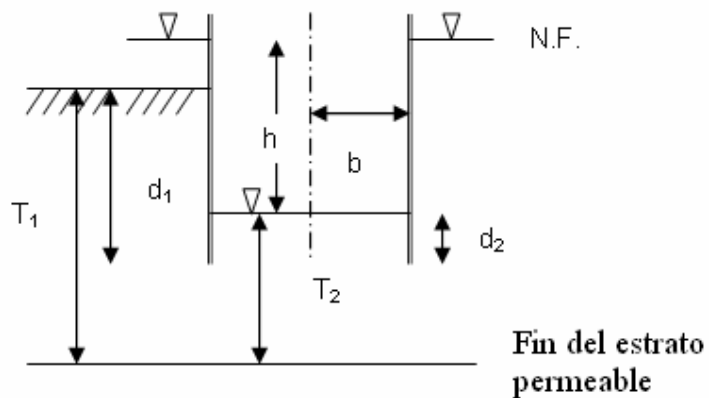 N.F.
h
b
d₁
T₁
d₂
T₂
Fin del estrato
permeable